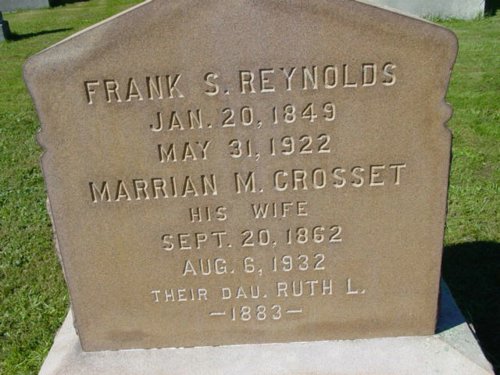 FRANK S. REYNOLDS
JAN. 20, 1849
MAY 31, 1922
MARRIAN M. CROSSET
HIS WIFE
SEPT. 20, 1862
AUG. 6, 1932
THEIR DAU. RUTH L.
—1883—